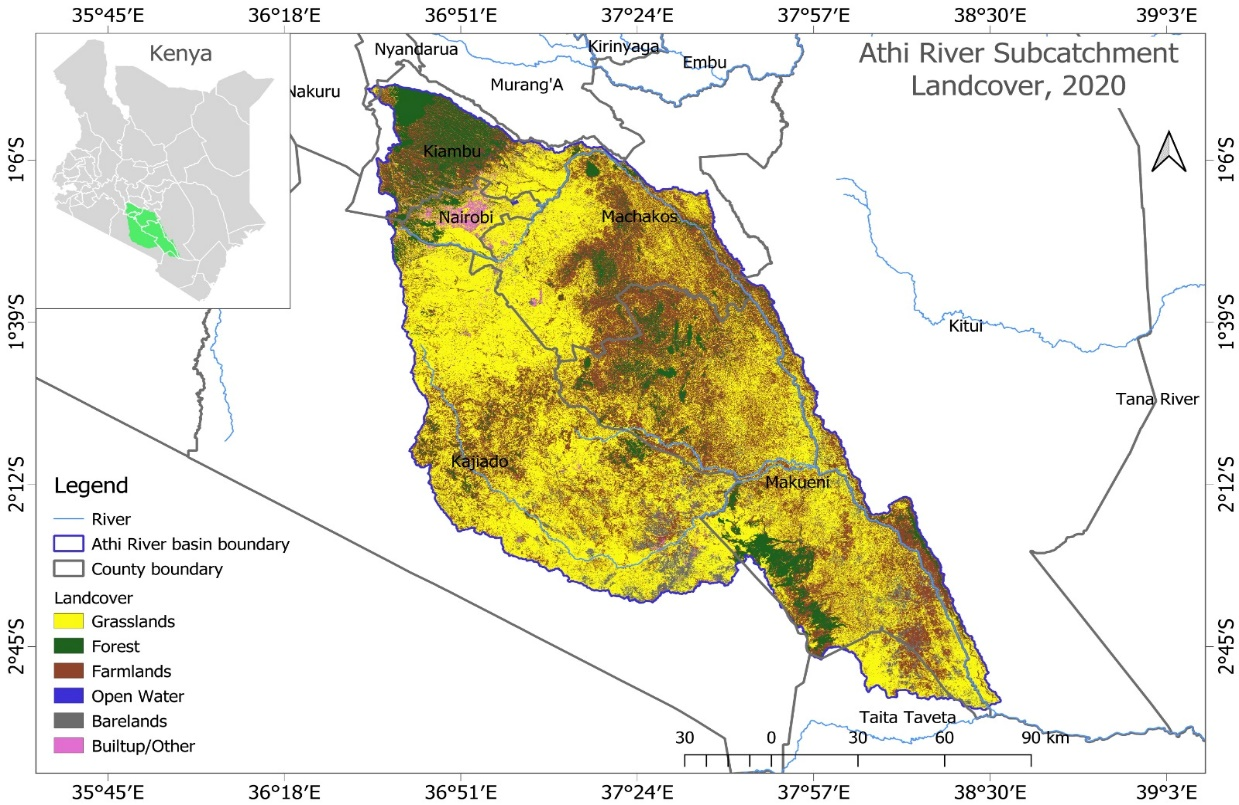 35°45′E 36°18′E 36°51′E 37°24′E 37°57′E 38°30′E 39°3′E
Kenya
Athi River Subcatchment
Landcover, 2020
Nyandarua
Kirinyaga
Embu
Murang'A
Nakuru
Kiambu
1°6′S 1°6′S
Nairobi
Machakos
1°39′S 1°39′S
Kitui
Tana River
Kajiado
Makueni
2°12′S 2°12′S
Legend
River
Athi River basin boundary
County boundary
Landcover
Grasslands
Forest
Farmlands
Open Water
Barelands
Builtup/Other
2°45′S 2°45′S
Taita Taveta
30 0 30 60 90 Km
35°45′E 36°18′E 36°51′E 37°24′E 37°57′E 38°30′E 39°3′E